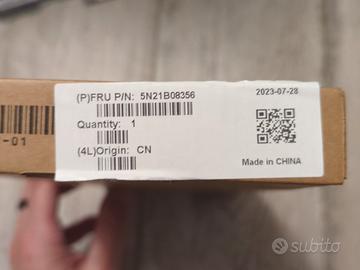 (P)FRU P/N: 5N21B08356
2023-07-28
Quantity: 1
-01
(4L)Origin: CN
Made in CHINA
subito